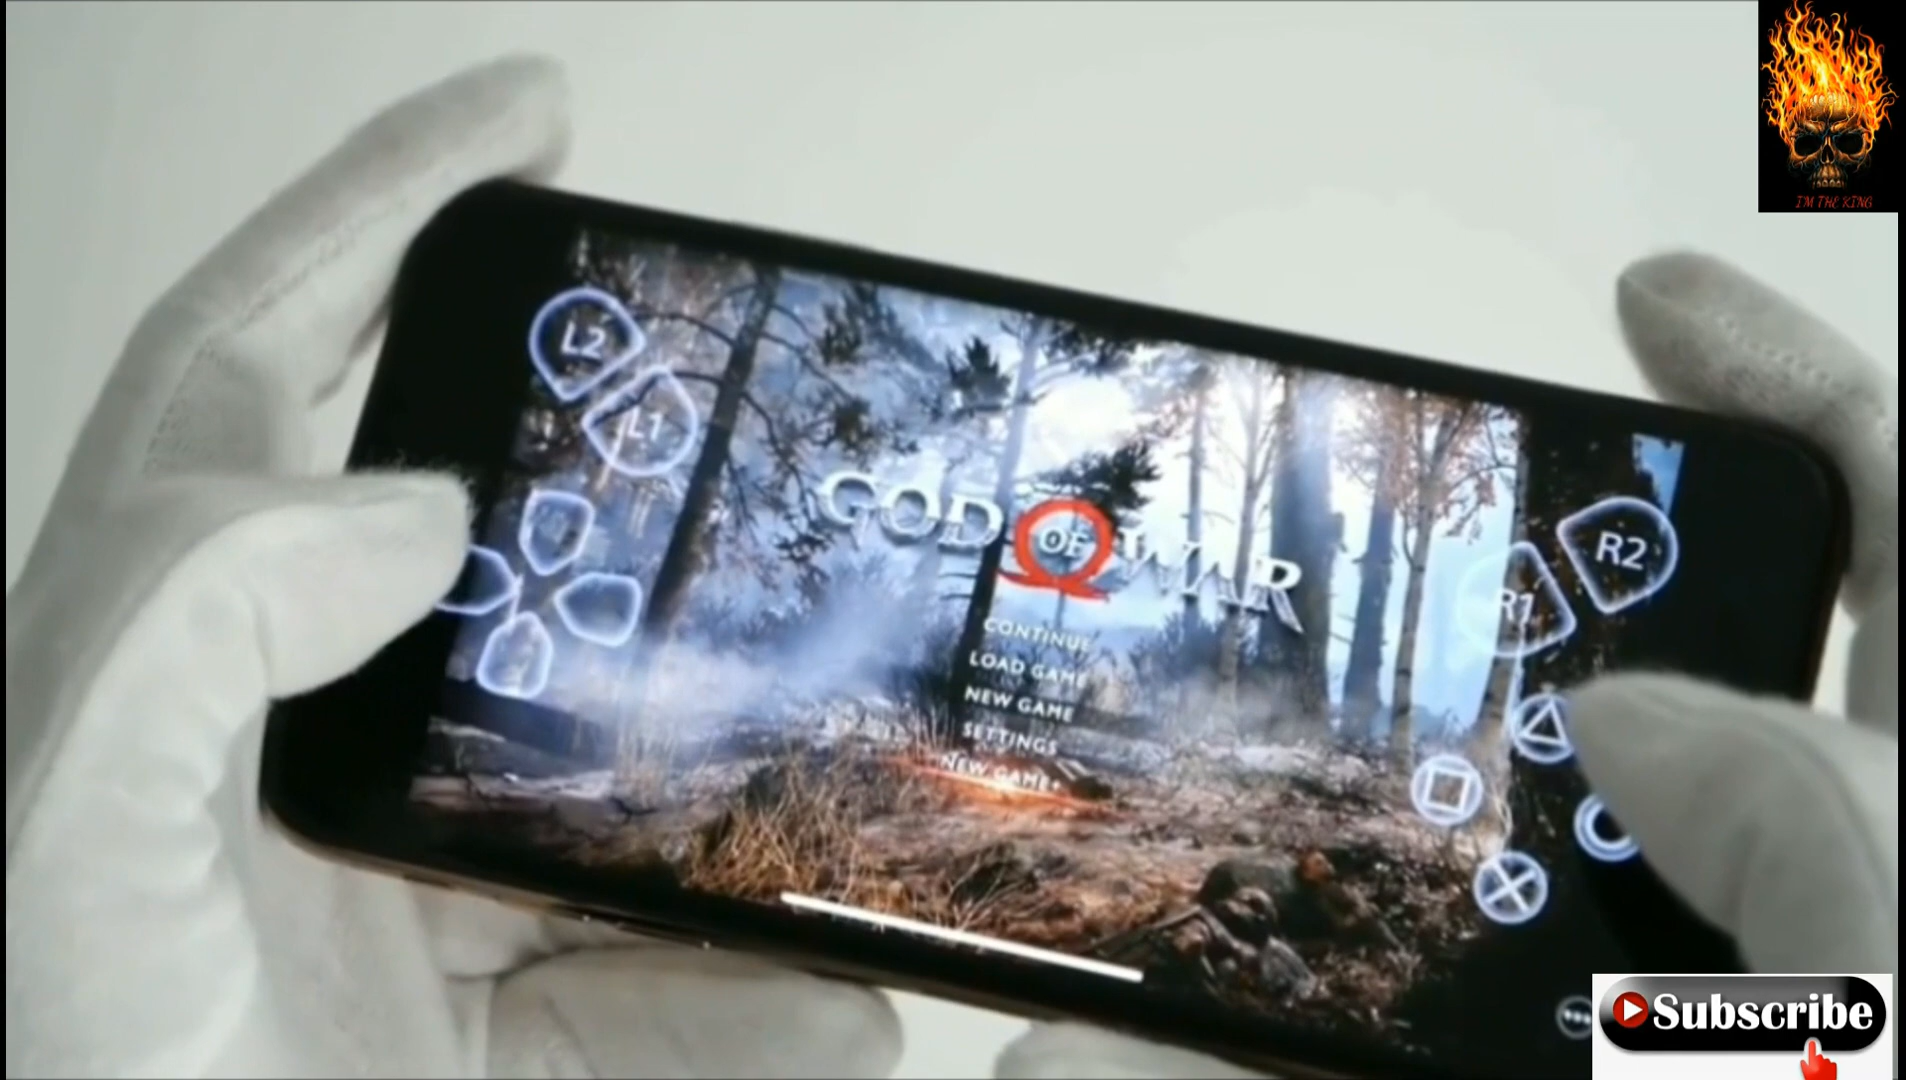 I'M THE KING
L2
L1
GOD OF WAR
R2
R1
CONTINUE
LOAD GAME
NEW GAME
SETTINGS
NEW GAME+
Subscribe